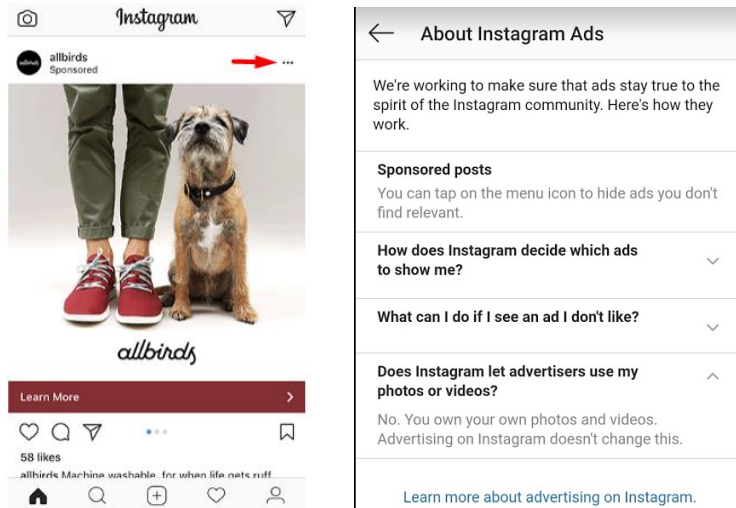 Instagram
allbirds
allbirds
Sponsored
allbirds
Learn More
58 likes
allbirds Machine washable, for when life gets ruff
About Instagram Ads
We're working to make sure that ads stay true to the
spirit of the Instagram community. Here's how they
work.
Sponsored posts
You can tap on the menu icon to hide ads you don't
find relevant.
How does Instagram decide which ads
to show me?
What can I do if I see an ad I don't like?
Does Instagram let advertisers use my
photos or videos?
No. You own your own photos and videos.
Advertising on Instagram doesn't change this.
Learn more about advertising on Instagram.